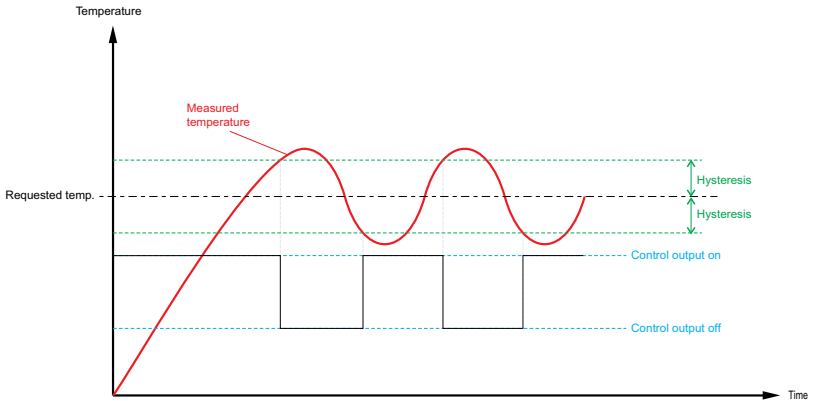 Temperature
Measured
temperature
Requested temp.
Hysteresis
Hysteresis
Control output on
Control output off
Time